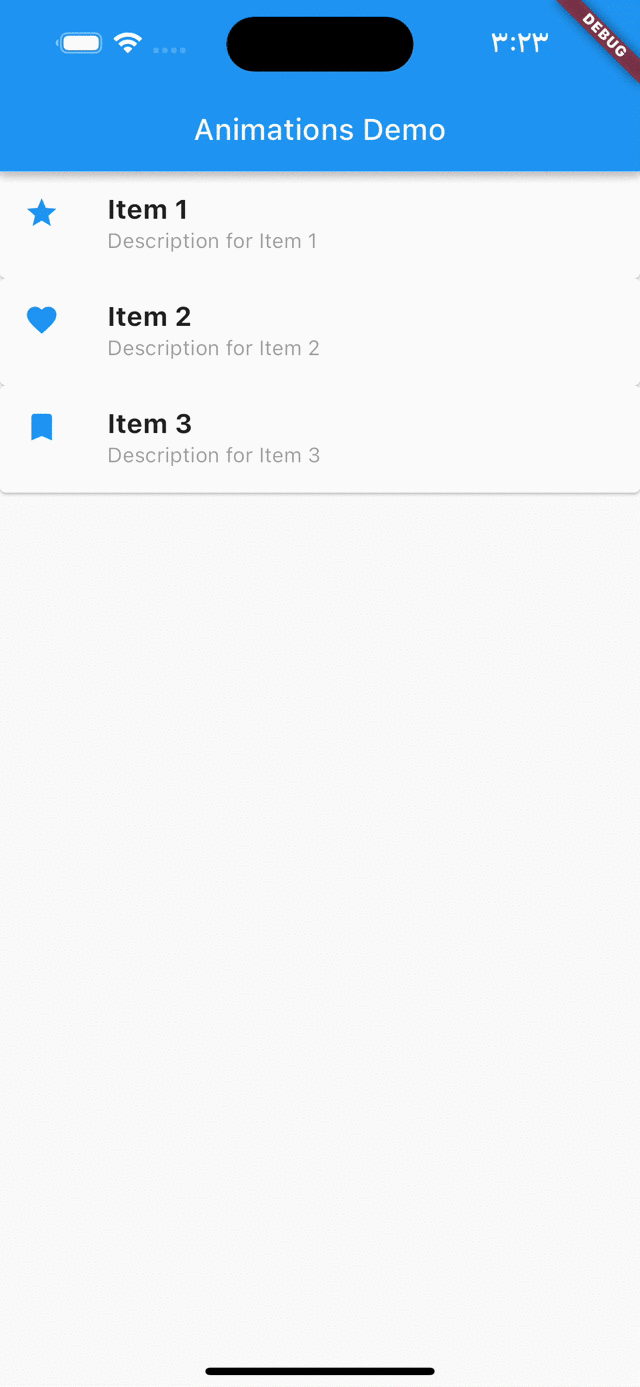 ۳:۲۳
DEBUG
Animations Demo
Item 1
Description for Item 1
Item 2
Description for Item 2
Item 3
Description for Item 3